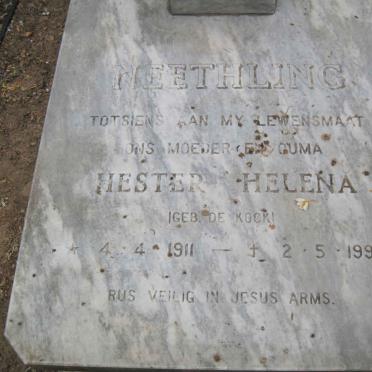 NEETHLING
TOTSIENS AAN MY LEWENSMAAT
ONS MOEDER EN OUMA
HESTER HELENA
(GEB. DE KOCK)
* 4 · 4 · 1911 — † 2 · 5 · 199
RUS VEILIG IN JESUS ARMS.